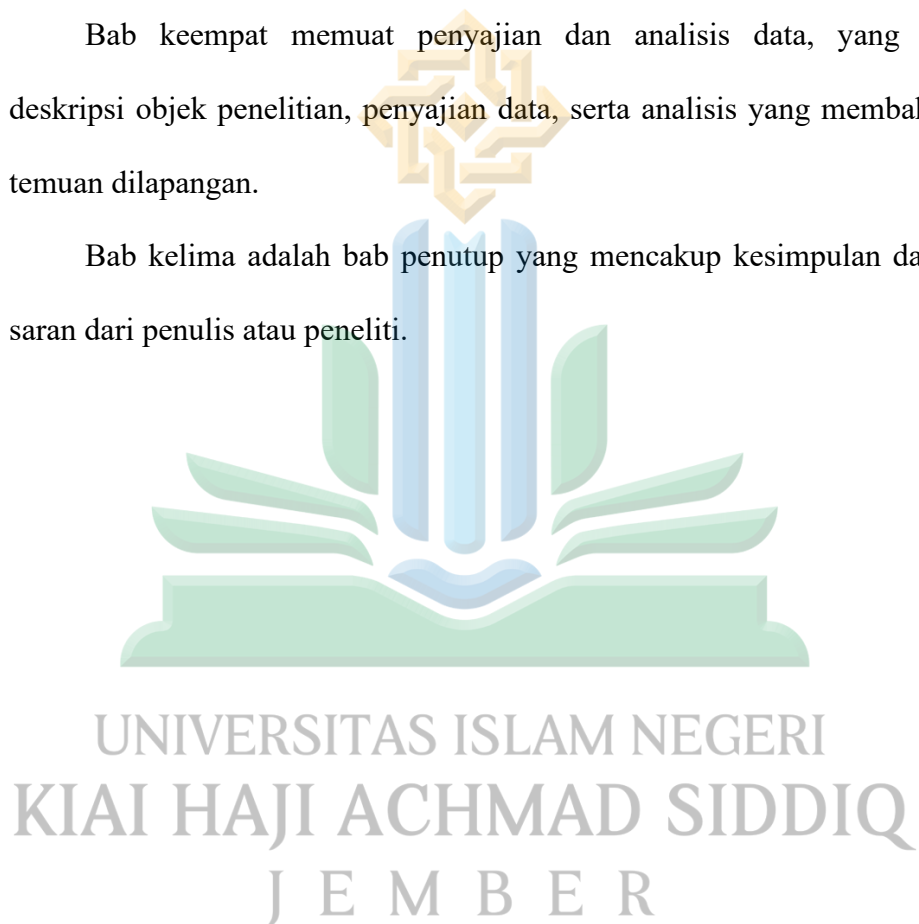 Bab keempat memuat penyajian dan analisis data, yang
deskripsi objek penelitian, penyajian data, serta analisis yang
temuan dilapangan.
Bab kelima adalah bab penutup yang mencakup kesimpulan
saran dari penulis atau peneliti.
UNIVERSITAS ISLAM NEGERI
KIAI HAJI ACHMAD SIDDIQ
JEMBER